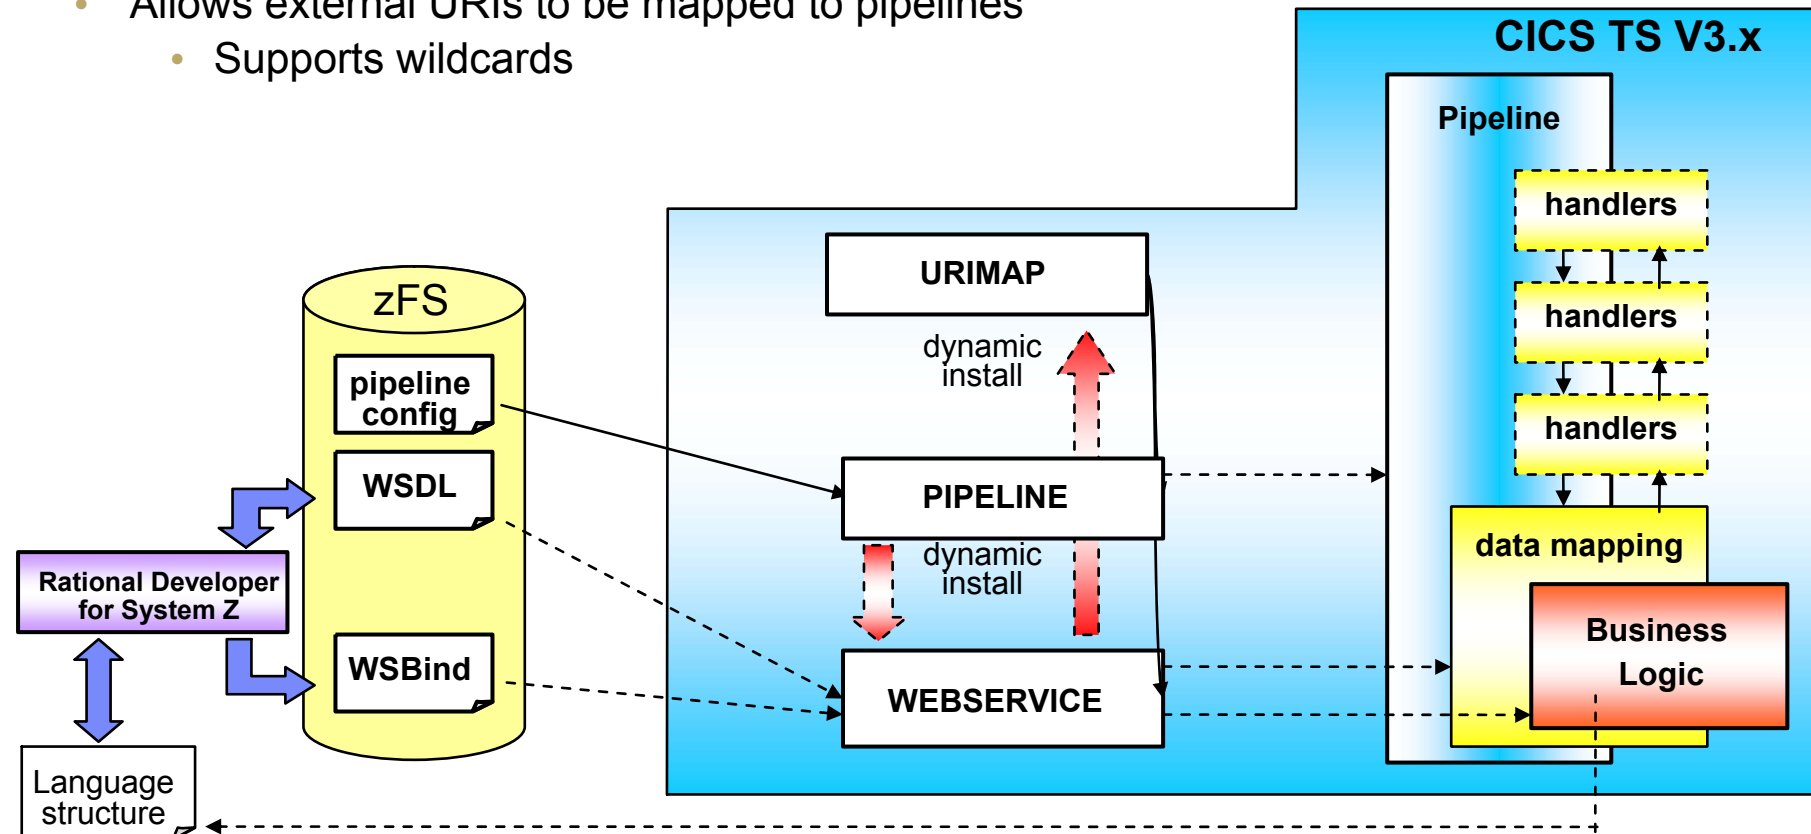 Allows external URIs to be mapped to pipelines
Supports wildcards
CICS TS V3.x
Pipeline
handlers
handlers
handlers
data mapping
Business
Logic
URIMAP
dynamic
install
PIPELINE
dynamic
install
WEBSERVICE
zFS
pipeline
config
WSDL
WSBind
Rational Developer
for System Z
Language
structure